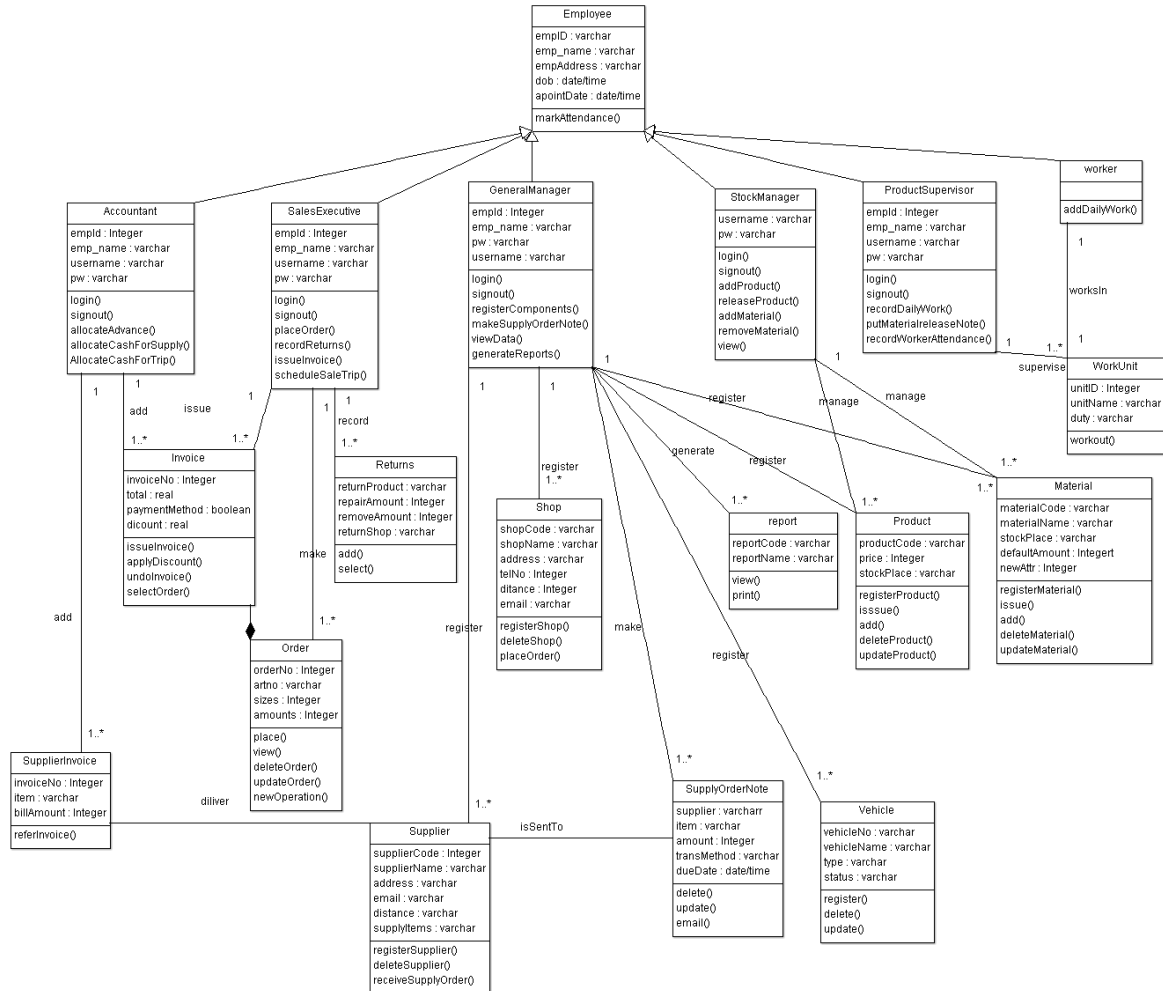 Employee
empID : varchar
emp_name : varchar
empAddress : varchar
dob : date/time
apointDate : date/time
markAttendance()
Accountant
empId : Integer
emp_name : varchar
username : varchar
pw : varchar
login()
signout()
allocateAdvance()
allocateCashForSupply()
AllocateCashForTrip()
SalesExecutive
empId : Integer
emp_name : varchar
username : varchar
pw : varchar
login()
signout()
placeOrder()
recordReturns()
issueInvoice()
scheduleSaleTrip()
GeneralManager
empId : Integer
emp_name : varchar
pw : varchar
username : varchar
login()
signout()
registerComponents()
makeSupplyOrderNote()
viewData()
generateReports()
StockManager
username : varchar
pw : varchar
login()
signout()
addProduct()
releaseProduct()
addMaterial()
removeMaterial()
view()
ProductSupervisor
empId : Integer
emp_name : varchar
username : varchar
pw : varchar
login()
signout()
recordDailyWork()
putMaterialreleaseNote()
recordWorkerAttendance()
worker
addDailyWork()
1
worksIn
1
1
1..*
supervise
WorkUnit
unitID : Integer
unitName : varchar
duty : varchar
workout()
1
1
add
issue
1
1..*
1..*
1
1
record
1..*
make
1..*
1
1
register
1..*
1
register
generate
register
1..*
1..*
1
manage
manage
1..*
1..*
Invoice
invoiceNo : Integer
total : real
paymentMethod : boolean
dicount : real
issueInvoice()
applyDiscount()
undoInvoice()
selectOrder()
Returns
returnProduct : varchar
repairAmount : Integer
removeAmount : Integer
returnShop : varchar
add()
select()
Shop
shopCode : varchar
shopName : varchar
address : varchar
telNo : Integer
ditance : Integer
email : varchar
registerShop()
deleteShop()
placeOrder()
report
reportCode : varchar
reportName : varchar
view()
print()
Product
productCode : varchar
price : Integer
stockPlace : varchar
registerProduct()
isssue()
add()
deleteProduct()
updateProduct()
Material
materialCode : varchar
materialName : varchar
stockPlace : varchar
defaultAmount : Integert
newAttr : Integer
registerMaterial()
issue()
add()
deleteMaterial()
updateMaterial()
add
1..*
register
1..*
make
1..*
register
1..*
Order
orderNo : Integer
artno : varchar
sizes : Integer
amounts : Integer
place()
view()
deleteOrder()
updateOrder()
newOperation()
SupplierInvoice
invoiceNo : Integer
item : varchar
billAmount : Integer
referInvoice()
diliver
isSentTo
Supplier
supplierCode : Integer
supplierName : varchar
address : varchar
email : varchar
distance : varchar
supplyItems : varchar
registerSupplier()
deleteSupplier()
receiveSupplyOrder()
SupplyOrderNote
supplier : varcharr
item : varchar
amount : Integer
transMethod : varchar
dueDate : date/time
delete()
update()
email()
Vehicle
vehicleNo : varchar
vehicleName : varchar
type : varchar
status : varchar
register()
delete()
update()